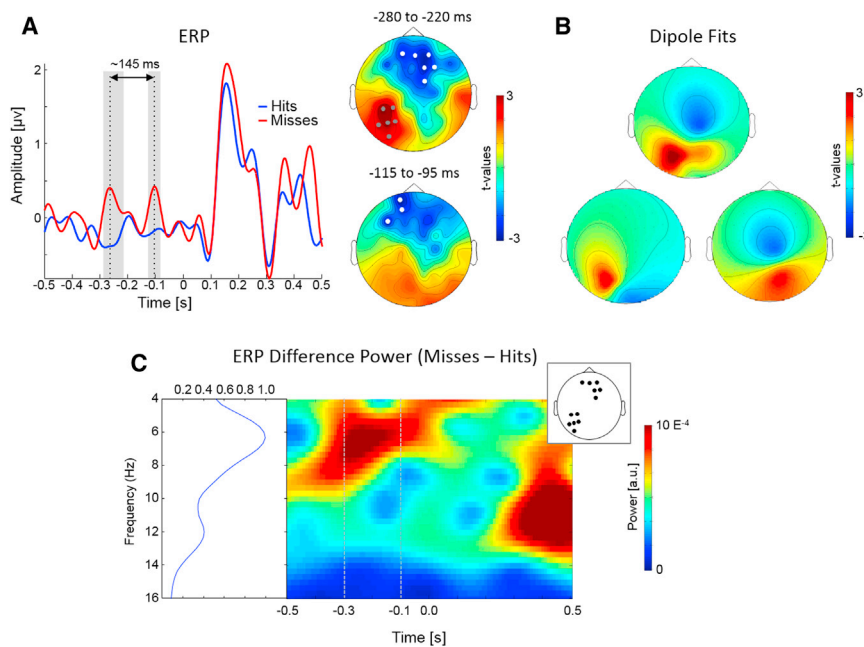 A
ERP
~145 ms
Hits
Misses
Amplitude [μv]
2
1
0
-0.5 -0.4 -0.3 -0.2 -0.1 0 0.1 0.2 0.3 0.4 0.5
Time [s]
-280 to -220 ms
-115 to -95 ms
3
t-values
-3
B
Dipole Fits
3
t-values
-3
C
ERP Difference Power (Misses – Hits)
0.2 0.4 0.6 0.8 1.0
4
6
8
10
12
14
16
Frequency (Hz)
-0.5 -0.3 -0.1 0.0 0.5
Time [s]
10 E-4
Power [a.u.]
0